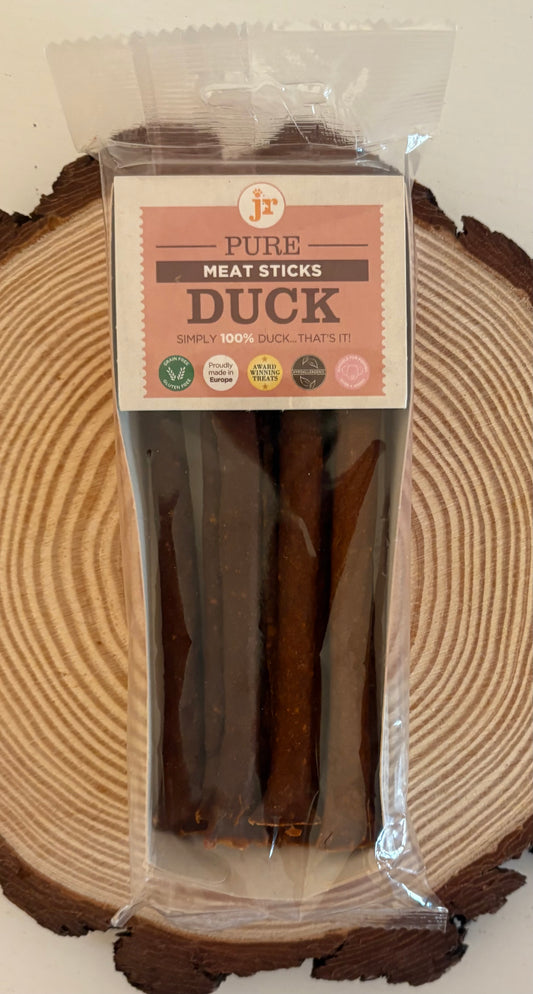 jr
PURE
MEAT STICKS
DUCK
SIMPLY 100% DUCK...THAT'S IT!
GRAIN FREE
GLUTEN FREE
Proudly
made in
Europe
AWARD
WINNING
TREATS
HYPOALLERGENIC